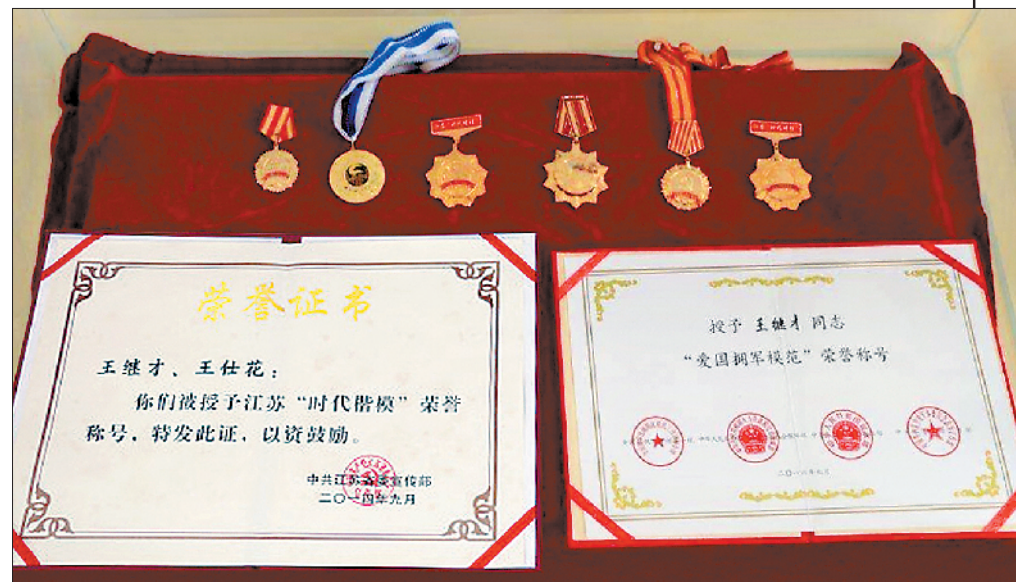 荣誉证书
王继才、王仕花：
你们被授予江苏“时代楷模”荣誉
称号，特发此证，以资鼓励。
中共江苏省委宣传部
二〇一四年九月
授予 王继才 同志
“爱国拥军模范”荣誉称号